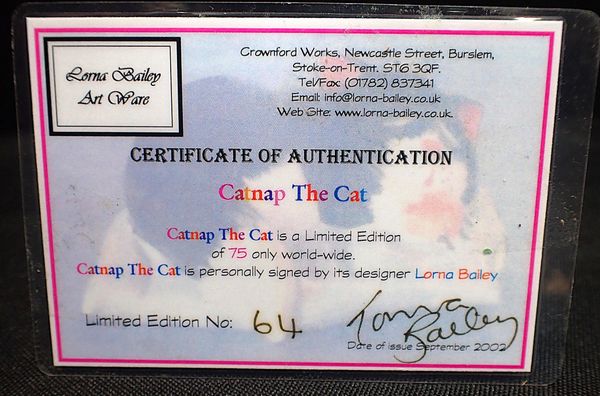 Lorna Bailey
Art Ware
Crownford Works, Newcastle Street, Burslem,
Stoke-on-Trent. ST6 3QF.
Tel/Fax: (01782) 837341
Email: info@lorna-bailey.co.uk
Web Site: www.lorna-bailey.co.uk.
CERTIFICATE OF AUTHENTICATION
Catnap The Cat
Catnap The Cat is a Limited Edition
of 75 only world-wide.
Catnap The Cat is personally signed by its designer Lorna Bailey
Limited Edition No: 64
Lorna
Bailey
Date of issue September 2002